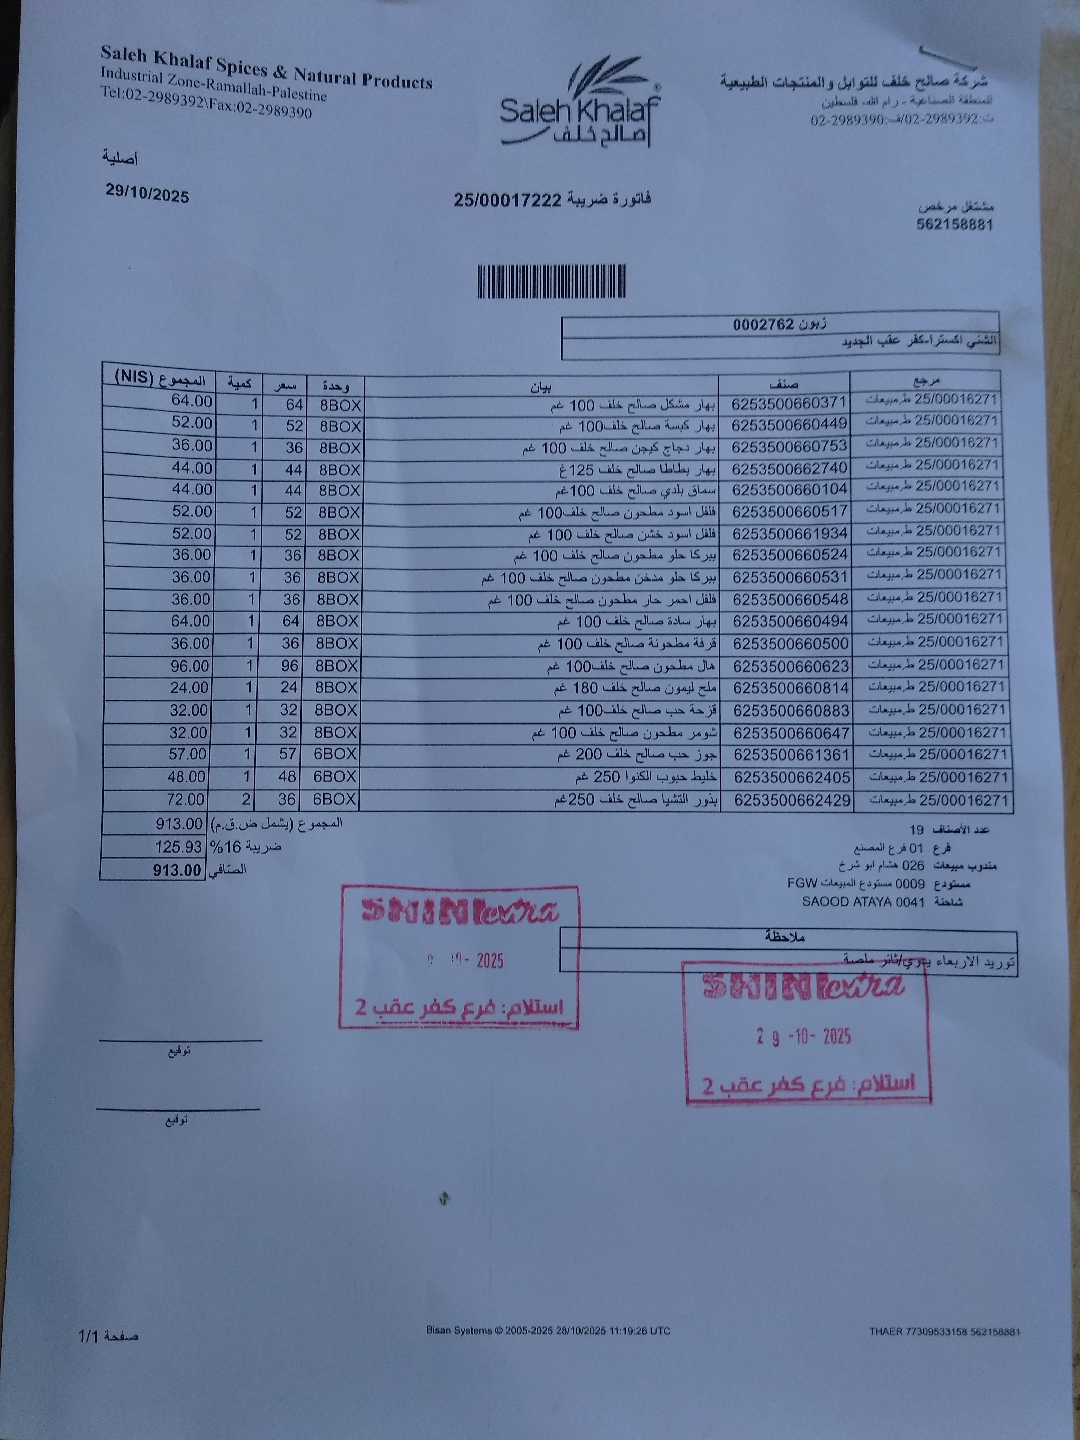 Saleh Khalaf Spices & Natural Products
Industrial Zone-Ramallah-Palestine
Tel:02-2989392\Fax:02-2989390
Saleh Khalaf
صالح خلف
شركة صالح خلف للتوابل والمنتجات الطبيعية
المنطقة الصناعية - رام الله- فلسطين
ت:02-2989392/ف:02-2989390
أصلية
29/10/2025
فاتورة ضريبة 25/00017222
مشتغل مرخص
562158881
زبون 0002762
الشني اكسترا-كفر عقب الجديد
مرجع صنف بيان وحدة سعر كمية المجموع (NIS)
25/00016271 ط.مبيعات 6253500660371 بهار مشكل صالح خلف 100 غم 8BOX 64 1 64.00
25/00016271 ط.مبيعات 6253500660449 بهار كبسة صالح خلف100 غم 8BOX 52 1 52.00
25/00016271 ط.مبيعات 6253500660753 بهار دجاج كيجن صالح خلف 100 غم 8BOX 36 1 36.00
25/00016271 ط.مبيعات 6253500662740 بهار بطاطا صالح خلف 125غ 8BOX 44 1 44.00
25/00016271 ط.مبيعات 6253500660104 سماق بلدي صالح خلف 100غم 8BOX 44 1 44.00
25/00016271 ط.مبيعات 6253500660517 فلفل اسود مطحون صالح خلف100 غم 8BOX 52 1 52.00
25/00016271 ط.مبيعات 6253500661934 فلفل اسود خشن صالح خلف 100 غم 8BOX 52 1 52.00
25/00016271 ط.مبيعات 6253500660524 ببركا حلو مطحون صالح خلف 100 غم 8BOX 36 1 36.00
25/00016271 ط.مبيعات 6253500660531 ببركا حلو مدخن مطحون صالح خلف 100 غم 8BOX 36 1 36.00
25/00016271 ط.مبيعات 6253500660548 فلفل احمر حار مطحون صالح خلف 100 غم 8BOX 36 1 36.00
25/00016271 ط.مبيعات 6253500660494 بهار سادة صالح خلف 100 غم 8BOX 64 1 64.00
25/00016271 ط.مبيعات 6253500660500 قرفة مطحونة صالح خلف 100 غم 8BOX 36 1 36.00
25/00016271 ط.مبيعات 6253500660623 هال مطحون صالح خلف100 غم 8BOX 96 1 96.00
25/00016271 ط.مبيعات 6253500660814 ملح ليمون صالح خلف 180 غم 8BOX 24 1 24.00
25/00016271 ط.مبيعات 6253500660883 قزحة حب صالح خلف100 غم 8BOX 32 1 32.00
25/00016271 ط.مبيعات 6253500660647 شومر مطحون صالح خلف 100 غم 8BOX 32 1 32.00
25/00016271 ط.مبيعات 6253500661361 جوز حب صالح خلف 200 غم 6BOX 57 1 57.00
25/00016271 ط.مبيعات 6253500662405 خليط حبوب الكنوا 250 غم 6BOX 48 1 48.00
25/00016271 ط.مبيعات 6253500662429 بذور التشيا صالح خلف 250غم 6BOX 36 2 72.00
المجموع (يشمل ض.ق.م) 913.00
ضريبة 16% 125.93
الصافي 913.00
عدد الأصناف 19
فرع 01 فرع المصنع
مندوب مبيعات 026 هشام ابو شرخ
مستودع 0009 مستودع المبيعات FGW
شاحنة 0041 SAOOD ATAYA
ملاحظة
توريد الاربعاء يدوي/ثائر ملصة
SHINI extra
2025
استلام: فرع كفر عقب 2
SHINI extra
29 -10- 2025
استلام: فرع كفر عقب 2
توقيع
توقيع
صفحة 1/1
Bisan Systems © 2005-2025 28/10/2025 11:19:26 UTC
THAER 77309533158 562158881